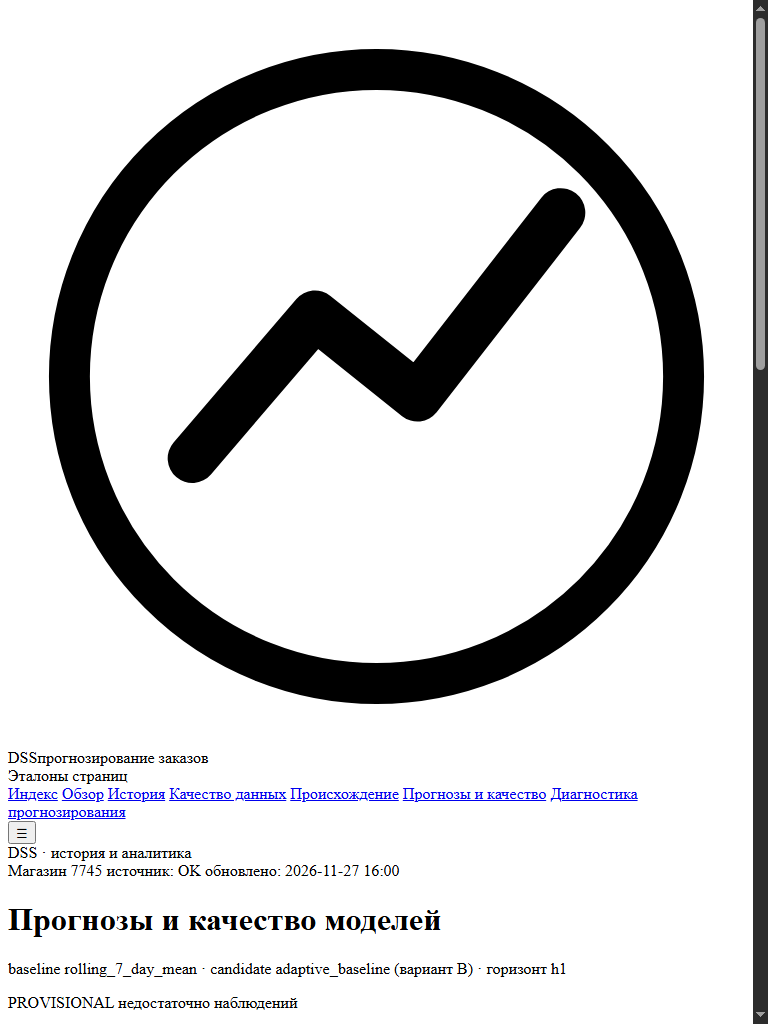 DSSпрогнозирование заказов
Эталоны страниц
Индекс Обзор История Качество данных Происхождение Прогнозы и качество Диагностика
прогнозирования
☰
DSS · история и аналитика
Магазин 7745 источник: OK обновлено: 2026-11-27 16:00
Прогнозы и качество моделей
baseline rolling_7_day_mean · candidate adaptive_baseline (вариант B) · горизонт h1
PROVISIONAL недостаточно наблюдений